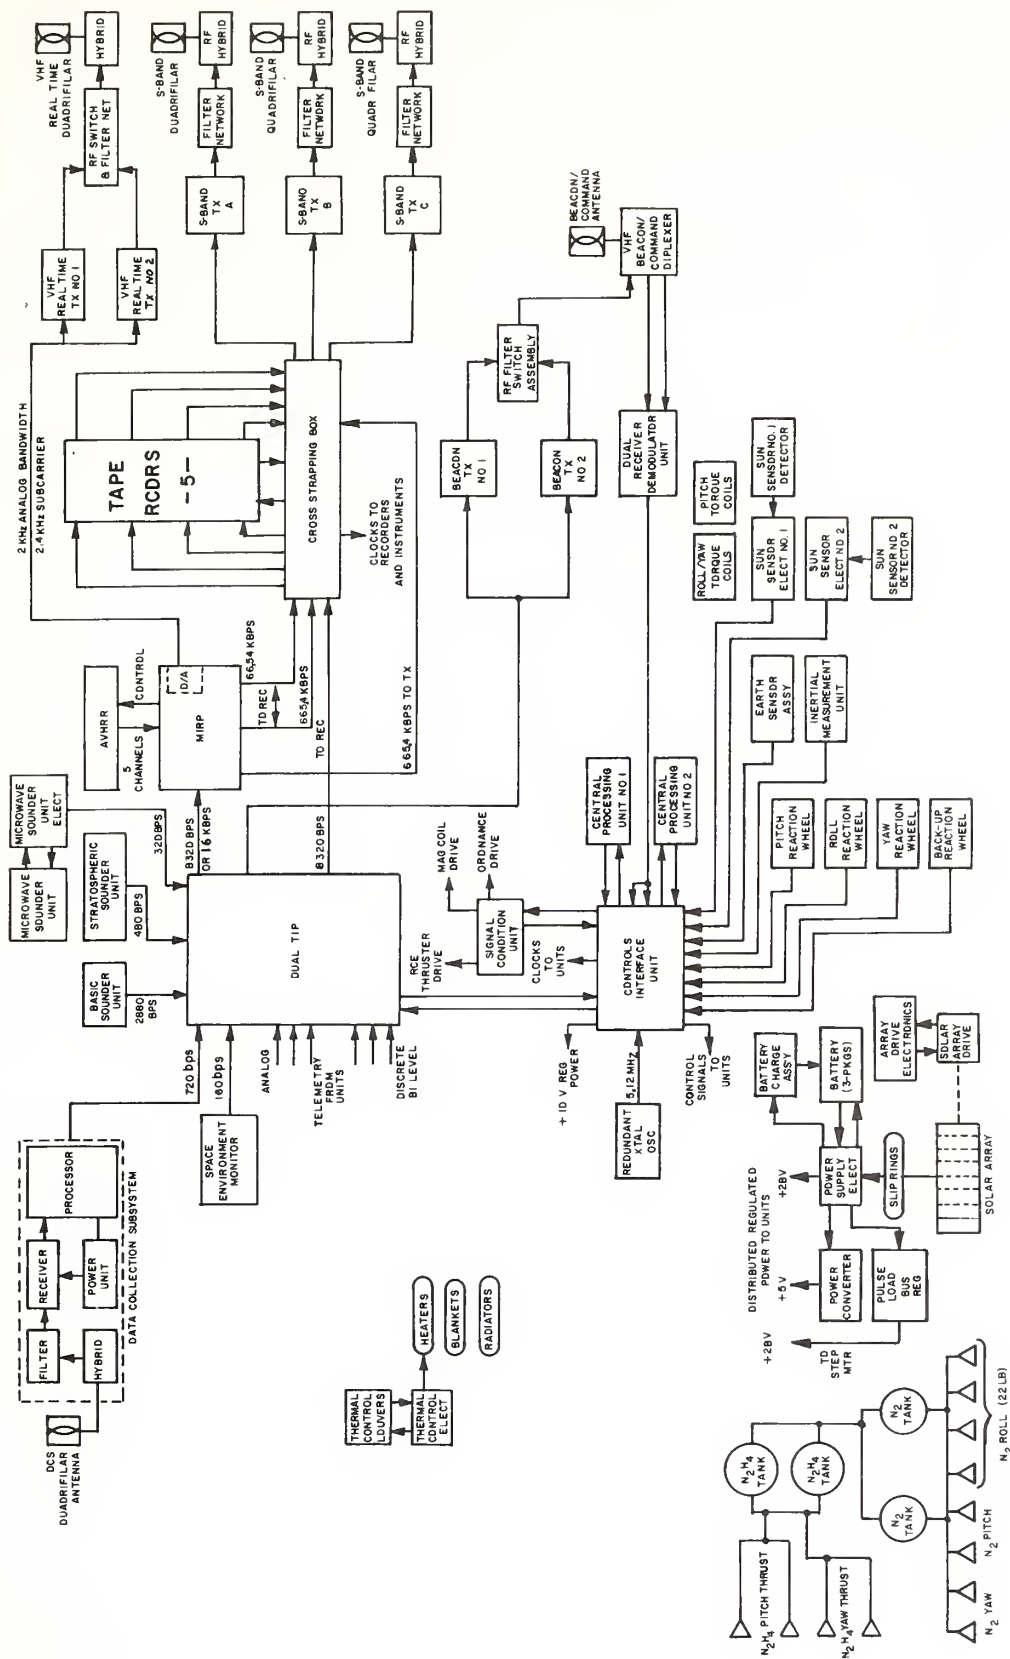 DCS
QUADRIFILAR
ANTENNA
FILTER
HYBRID
RECEIVER
POWER
UNIT
PROCESSOR
DATA COLLECTION SUBSYSTEM
720 bps
SPACE
ENVIRONMENT
MONITOR
160 bps
ANALOG
TELEMETRY
FROM
UNITS
DISCRETE
BI LEVEL
BASIC
SOUNDER
UNIT
2880
BPS
STRATOSPHERIC
SOUNDER
UNIT
480 BPS
MICROWAVE
SOUNDER
UNIT
MICROWAVE
SOUNDER
UNIT
ELECT
320BPS
DUAL TIP
8320 BPS
OR 16 KBPS
8320 BPS
TO REC
AVHRR
5
CHANNELS
CONTROL
MIRP
D/A
66.54 KBPS
TO REC
665.4 KBPS
665.4 KBPS TO TX
2 KHz ANALOG BANDWIDTH
2.4 KHz SUBCARRIER
TAPE
RCDRS
-5-
CROSS STRAPPING BOX
CLOCKS TO
RECORDERS
AND INSTRUMENTS
VHF
REAL TIME
TX NO 1
VHF
REAL TIME
TX NO 2
RF SWITCH
& FILTER NET
HYBRID
VHF
REAL TIME
QUADRIFILAR
S-BAND
TX
A
FILTER
NETWORK
RF
HYBRID
S-BAND
QUADRIFILAR
S-BAND
TX
B
FILTER
NETWORK
RF
HYBRID
S-BAND
QUADRIFILAR
S-BAND
TX
C
FILTER
NETWORK
RF
HYBRID
S-BAND
QUADR FILAR
BEACON
TX
NO 1
BEACON
TX
NO 2
RF FILTER
SWITCH
ASSEMBLY
BEACON/
COMMAND
ANTENNA
VHF
BEACON/
COMMAND
DIPLEXER
DUAL
RECEIVER
DEMODULATOR
UNIT
RCE
THRUSTER
DRIVE
MAG COIL
DRIVE
ORDNANCE
DRIVE
SIGNAL
CONDITION
UNIT
CLOCKS
TO
UNITS
CENTRAL
PROCESSING
UNIT NO 1
CENTRAL
PROCESSING
UNIT NO 2
+10 V REG
POWER
5.12 MHz
REDUNDANT
XTAL
OSC
CONTROLS
INTERFACE
UNIT
CONTROL
SIGNALS
TO
UNITS
ROLL/YAW
TORQUE
COILS
PITCH
TORQUE
COILS
SUN
SENSOR
ELECT NO. 1
SUN
SENSOR NO. 1
DETECTOR
SUN
SENSOR
ELECT NO. 2
SUN
SENSOR NO. 2
DETECTOR
EARTH
SENSOR
ASSY
INERTIAL
MEASUREMENT
UNIT
PITCH
REACTION
WHEEL
ROLL
REACTION
WHEEL
YAW
REACTION
WHEEL
BACK-UP
REACTION
WHEEL
THERMAL
CONTROL
LOUVERS
THERMAL
CONTROL
ELECT
HEATERS
BLANKETS
RADIATORS
DISTRIBUTED REGULATED
POWER TO UNITS
BATTERY
CHARGE
ASSY
BATTERY
(3-PKGS)
+28V
POWER
SUPPLY
ELECT
+5V
POWER
CONVERTER
PULSE
LOAD
BUS
REG
+28V
TO
STEP
MTR
SLIP RINGS
ARRAY
DRIVE
ELECTRONICS
SOLAR
ARRAY
DRIVE
SOLAR ARRAY
N2H4
TANK
N2H4
TANK
N2
TANK
N2
TANK
N2H4 PITCH THRUST
N2H4 YAW THRUST
N2 YAW
N2 PITCH
N2 ROLL (22 LB)